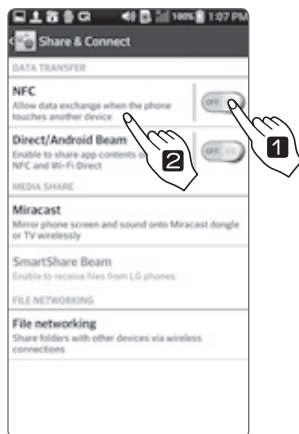 100% 1:07 PM
Share & Connect
DATA TRANSFER
NFC
Allow data exchange when the phone
touches another device
OFF
1
Direct/Android Beam
Enable to share app contents
NFC and Wi-Fi Direct
OFF
2
MEDIA SHARE
Miracast
Mirror phone screen and sound onto Miracast dongle
or TV wirelessly
SmartShare Beam
Enable to receive files from LG phones
FILE NETWORKING
File networking
Share folders with other devices via wireless
connections